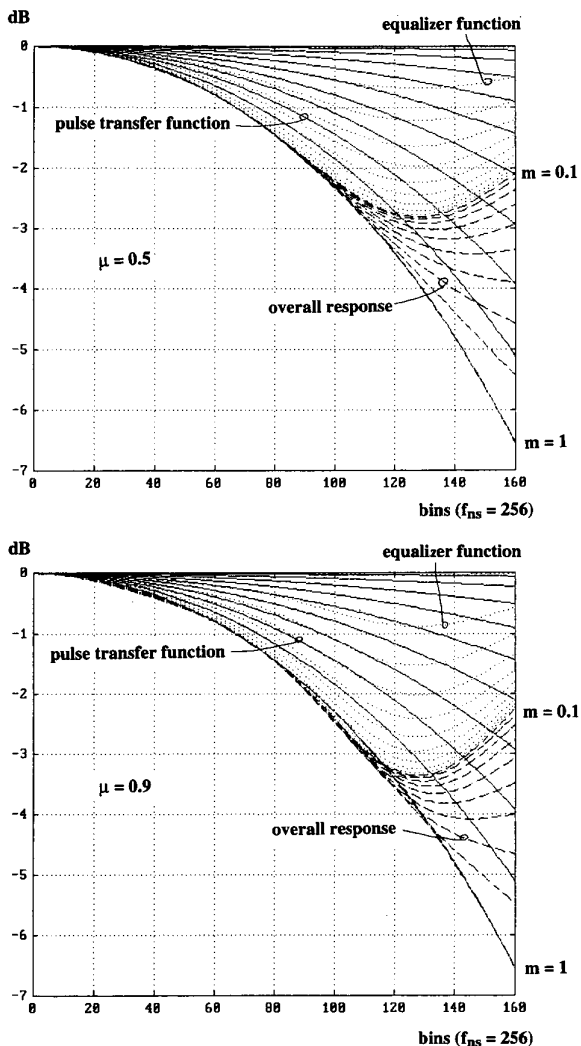 dB
equalizer function
0
-1
pulse transfer function
-2
m = 0.1
-3
μ = 0.5
-4
overall response
-5
-6
m = 1
-7
0 20 40 60 80 100 120 140 160
bins (fns = 256)
dB
equalizer function
0
-1
pulse transfer function
-2
m = 0.1
-3
μ = 0.9
-4
overall response
-5
-6
m = 1
-7
0 20 40 60 80 100 120 140 160
bins (fns = 256)